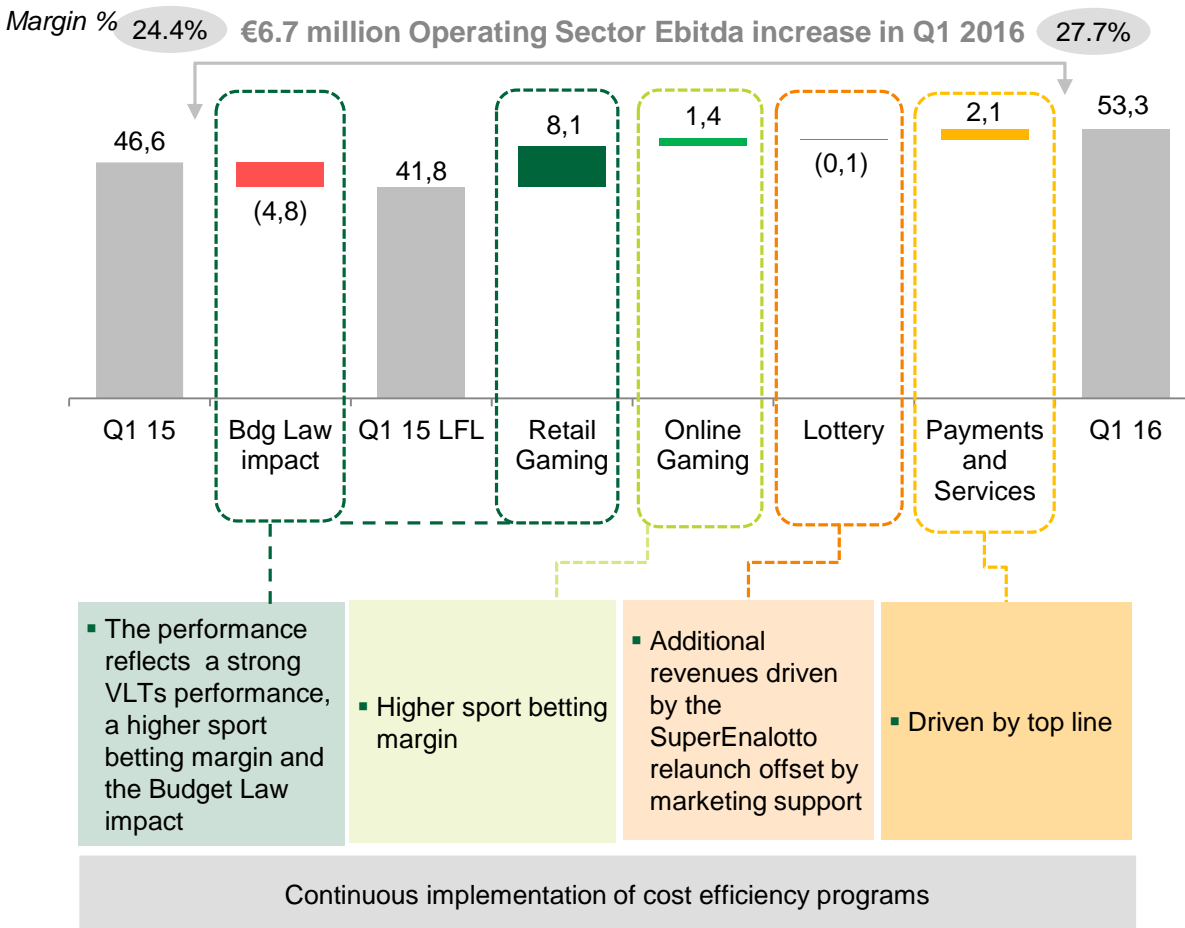 Margin % 24.4% €6.7 million Operating Sector Ebitda increase in Q1 2016 27.7%
46,6
(4,8)
41,8
8,1
1,4
(0,1)
2,1
53,3
Q1 15
Bdg Law
impact
Q1 15 LFL
Retail
Gaming
Online
Gaming
Lottery
Payments
and
Services
Q1 16
▪ The performance
reflects a strong
VLTs performance,
a higher sport
betting margin and
the Budget Law
impact
▪ Higher sport betting
margin
▪ Additional
revenues driven
by the
SuperEnalotto
relaunch offset by
marketing support
▪ Driven by top line
Continuous implementation of cost efficiency programs